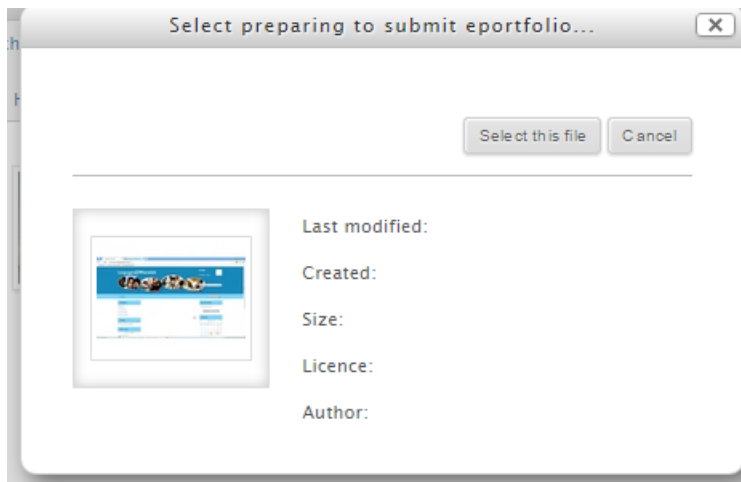 Select preparing to submit eportfolio...
Select this file
Cancel
Last modified:
Created:
Size:
Licence:
Author: